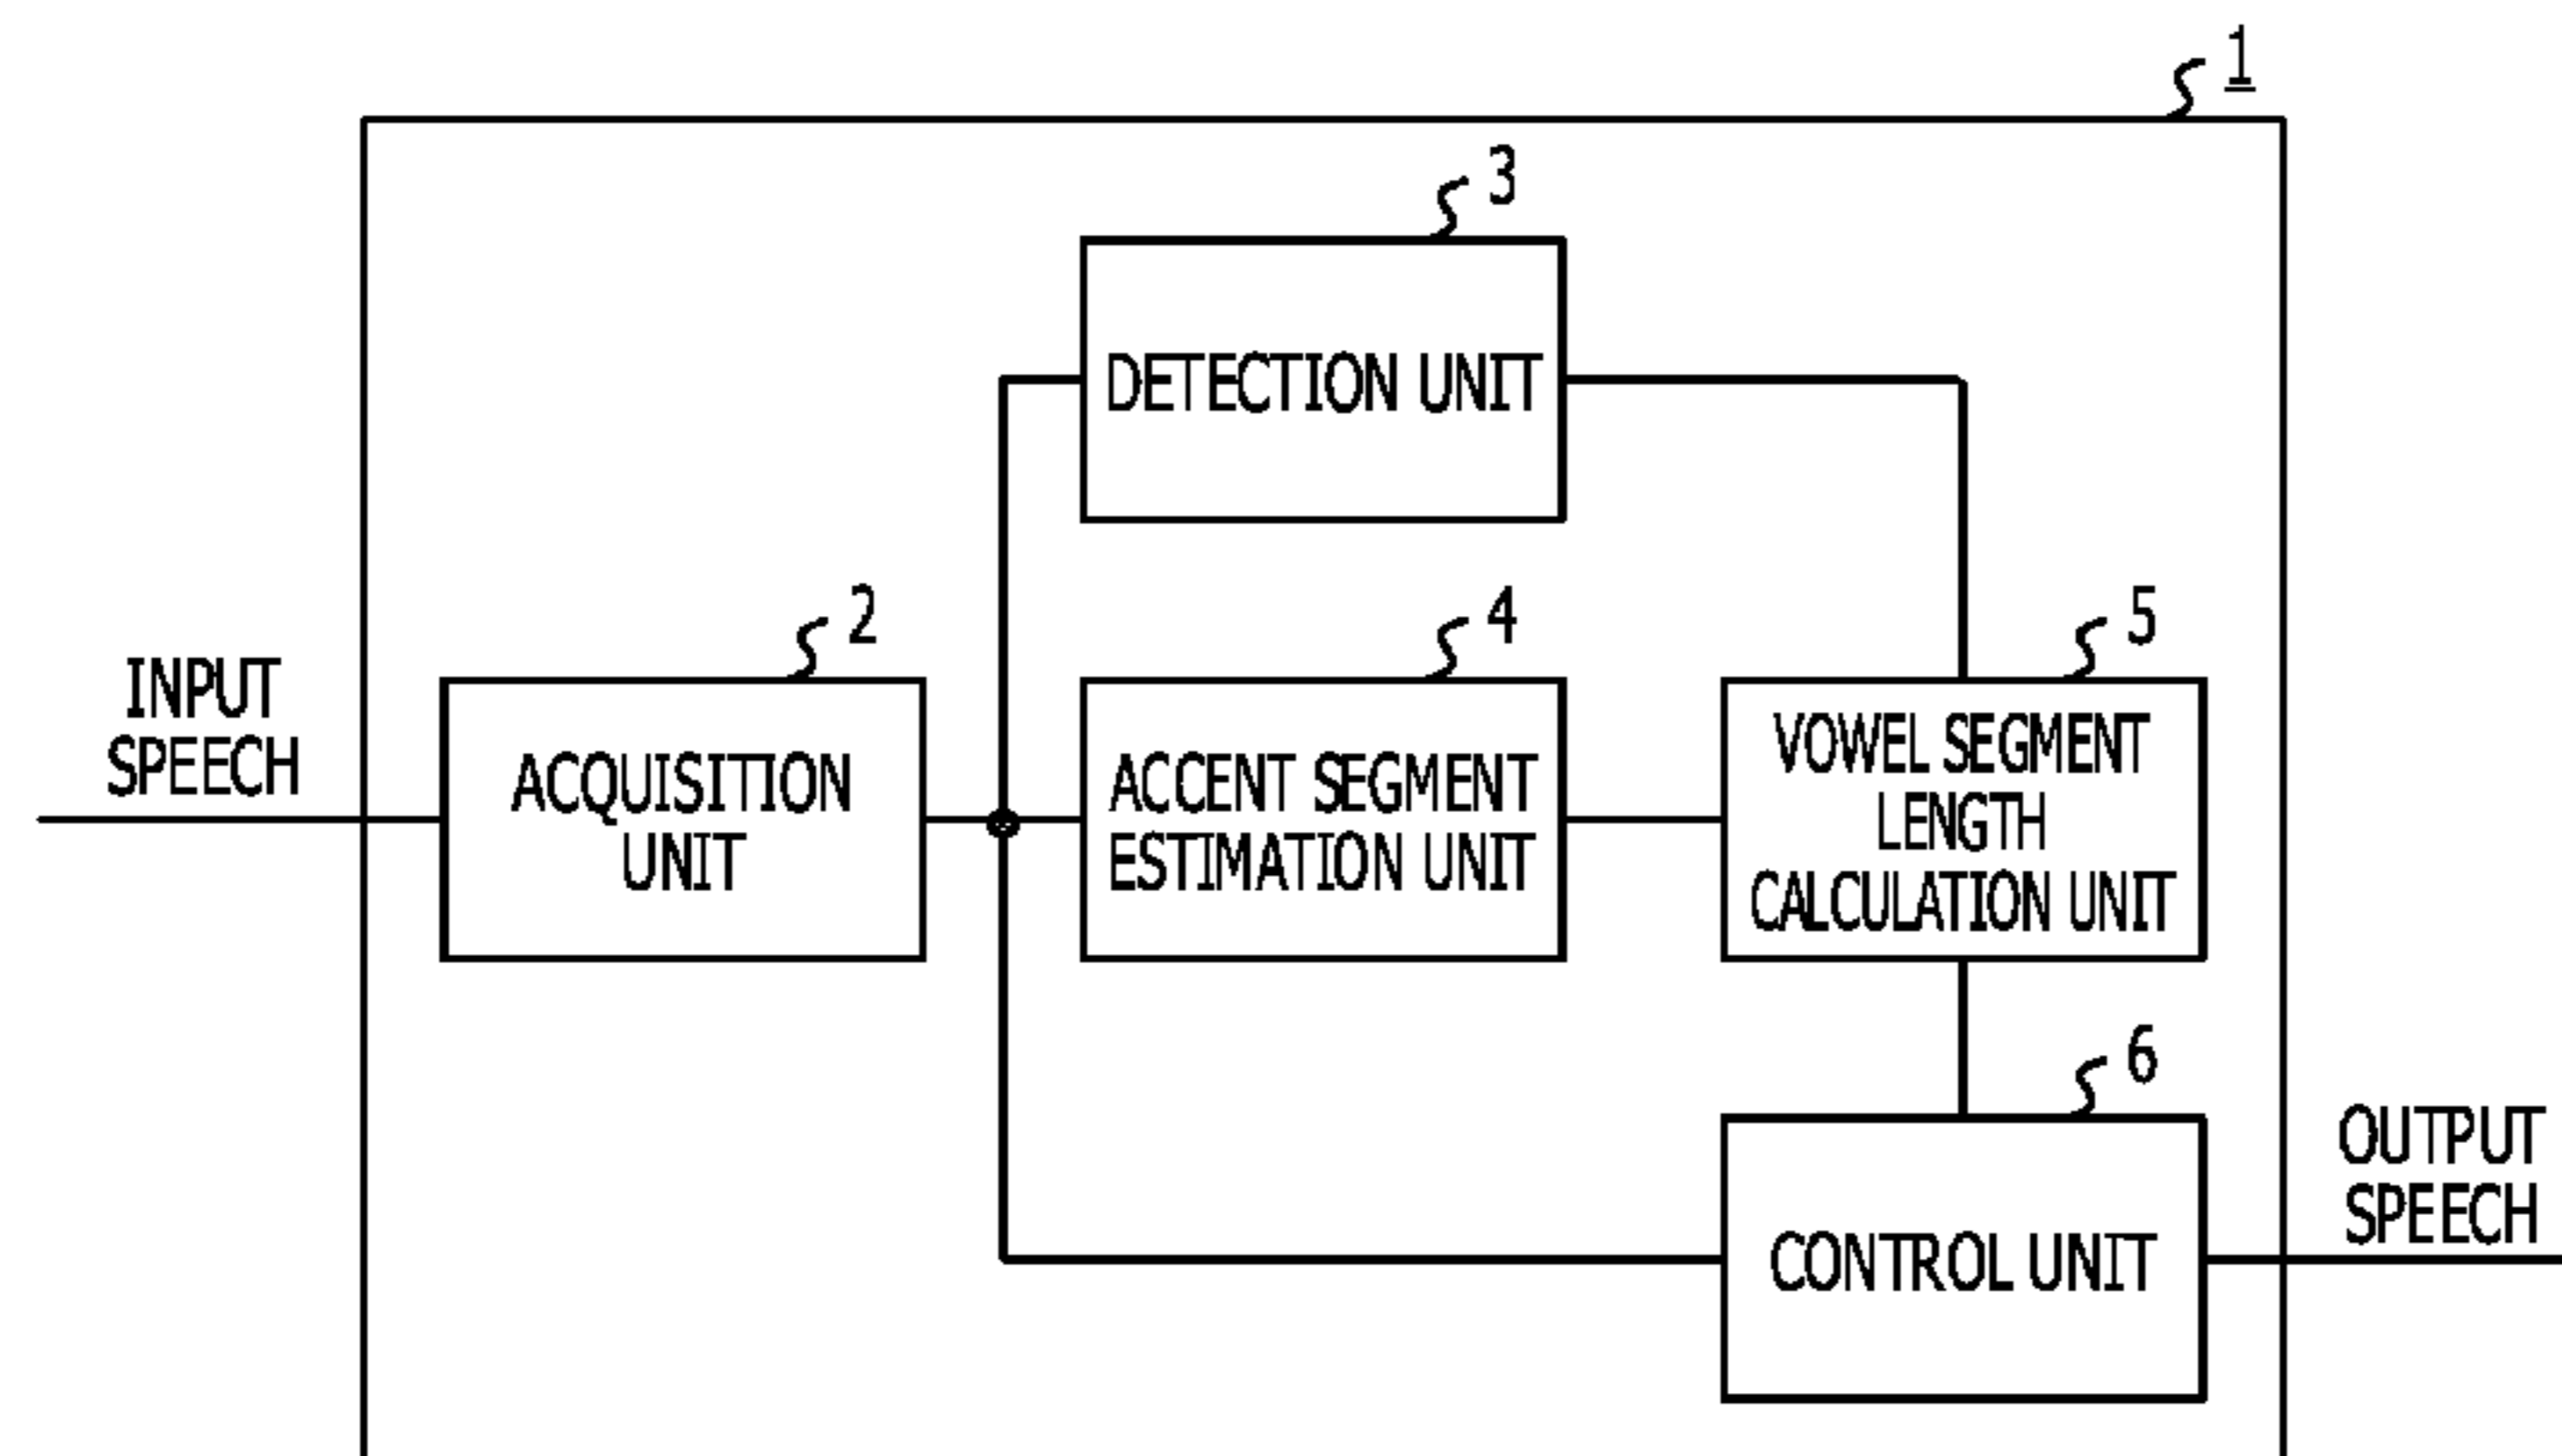 1
3
DETECTION UNIT
2
4
5
INPUT
SPEECH
ACQUISITION
UNIT
ACCENT SEGMENT
ESTIMATION UNIT
VOWEL SEGMENT
LENGTH
CALCULATION UNIT
6
CONTROL UNIT
OUTPUT
SPEECH